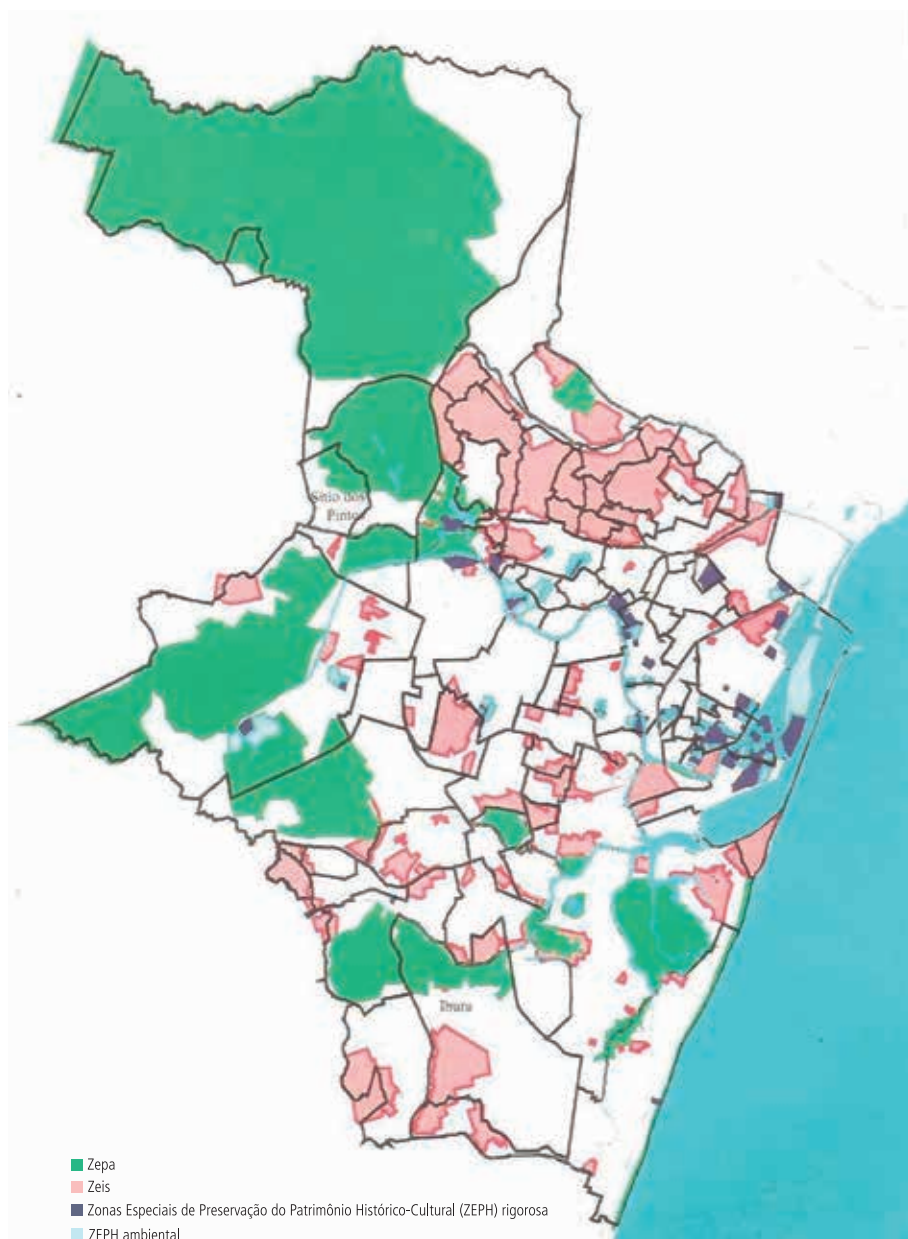 Sítio dos
Pintos
Ibura
Zepa
Zeis
Zonas Especiais de Preservação do Patrimônio Histórico-Cultural (ZEPH) rigorosa
ZEPH ambiental